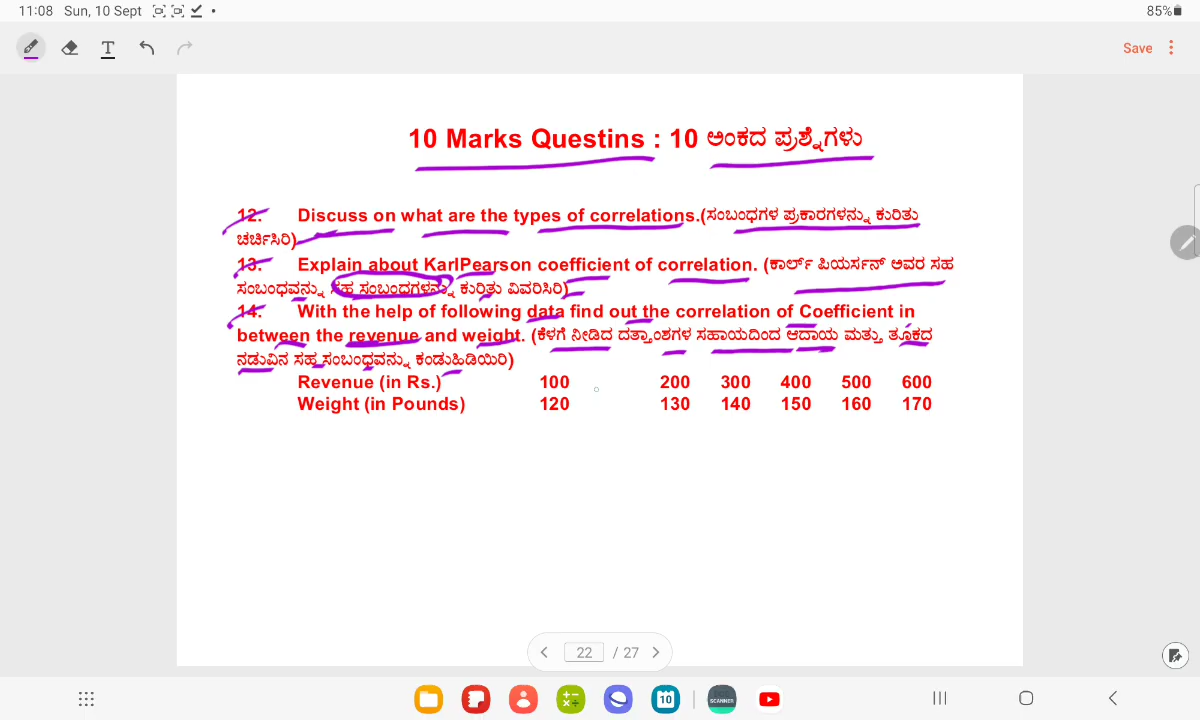 11:08 Sun, 10 Sept
85%
T
Save
10 Marks Questins : 10 ಅಂಕದ ಪ್ರಶ್ನೆಗಳು
12. Discuss on what are the types of correlations.(ಸಂಬಂಧಗಳ ಪ್ರಕಾರಗಳನ್ನು ಕುರಿತು
ಚರ್ಚಿಸಿರಿ)
13. Explain about KarlPearson coefficient of correlation. (ಕಾರ್ಲ್ ಪಿಯರ್ಸನ್ ಅವರ ಸಹ
ಸಂಬಂಧವನ್ನು ಸಹ ಸಂಬಂದಗಳನ್ನು ಕುರಿತು ವಿವರಿಸಿರಿ)
14. With the help of following data find out the correlation of Coefficient in
between the revenue and weight. (ಕೆಳಗೆ ನೀಡಿದ ದತ್ತಾಂಶಗಳ ಸಹಾಯದಿಂದ ಆದಾಯ ಮತ್ತು ತೂಕದ
ನಡುವಿನ ಸಹ ಸಂಬಂಧವನ್ನು ಕಂಡುಹಿಡಿಯಿರಿ)
Revenue (in Rs.) 100 200 300 400 500 600
Weight (in Pounds) 120 130 140 150 160 170
22 / 27
10
SCANNER